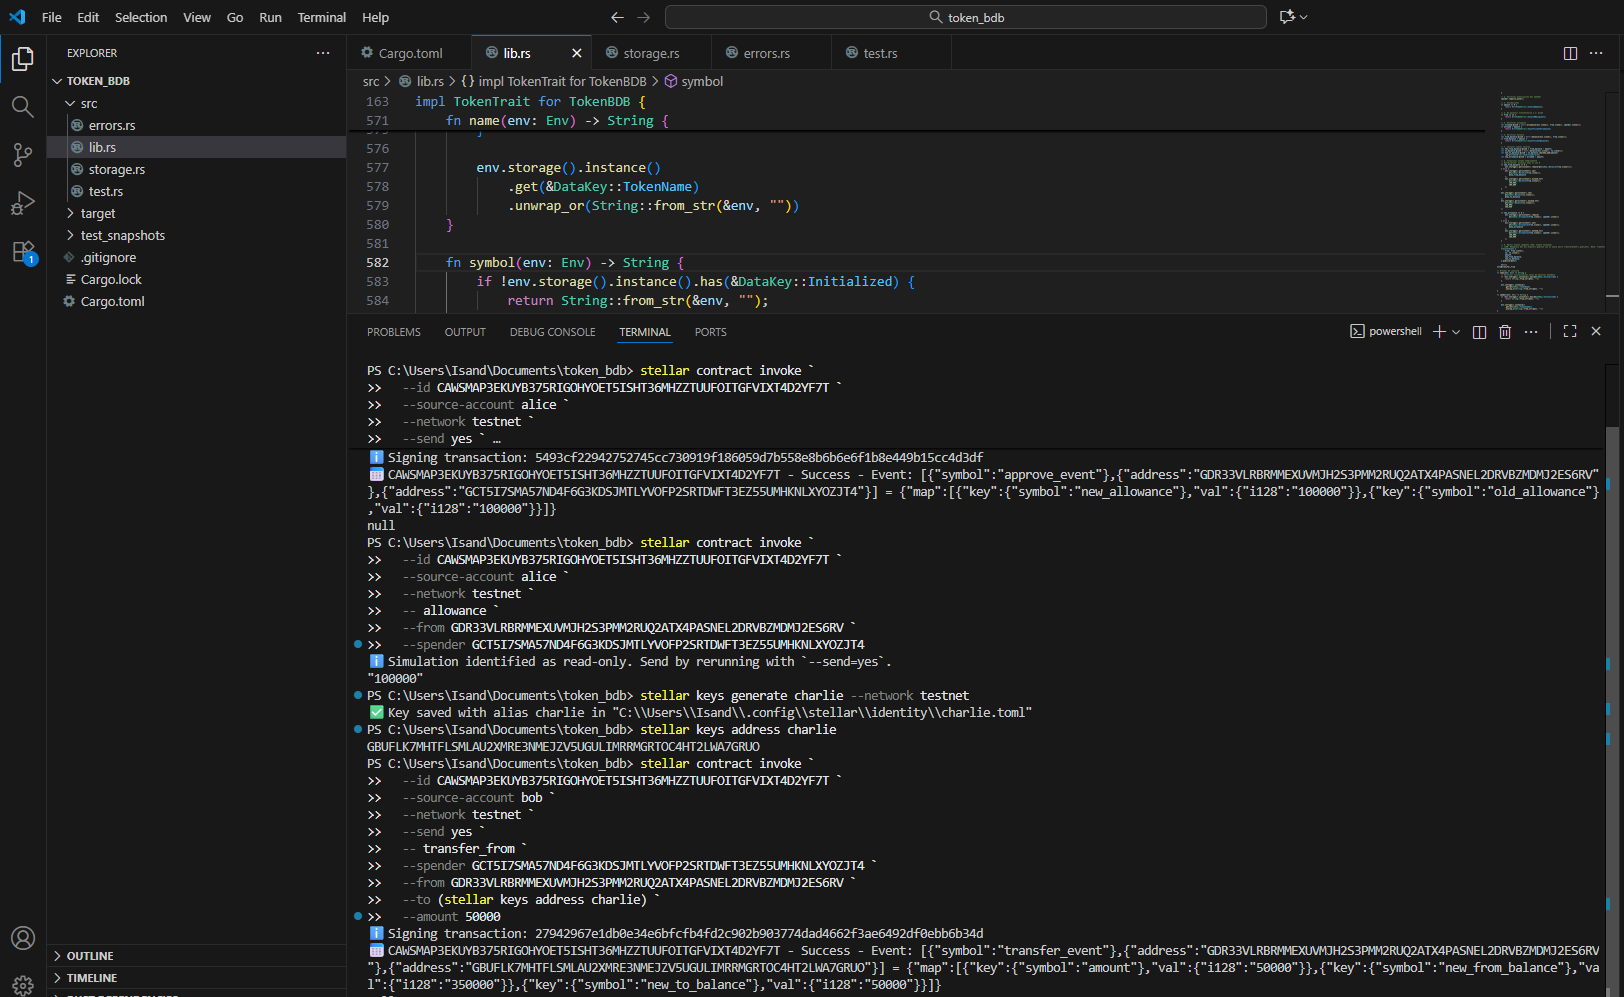 File Edit Selection View Go Run Terminal Help
token_bdb
EXPLORER
TOKEN_BDB
src
errors.rs
lib.rs
storage.rs
test.rs
target
test_snapshots
.gitignore
Cargo.lock
Cargo.toml
1
OUTLINE
TIMELINE
Cargo.toml
lib.rs
storage.rs
errors.rs
test.rs
src > lib.rs > {} impl TokenTrait for TokenBDB > symbol
163 impl TokenTrait for TokenBDB {
571 fn name(env: Env) -> String {
575 }
576
577 env.storage().instance()
578 .get(&DataKey::TokenName)
579 .unwrap_or(String::from_str(&env, ""))
580 }
581
582 fn symbol(env: Env) -> String {
583 if !env.storage().instance().has(&DataKey::Initialized) {
584 return String::from_str(&env, "");
PROBLEMS OUTPUT DEBUG CONSOLE TERMINAL PORTS
powershell
PS C:\Users\Isand\Documents\token_bdb> stellar contract invoke `
>> --id CAWSMAP3EKUYB375RIGOHYOET5ISHT36MHZZTUUFOITGFVIXT4D2YF7T `
>> --source-account alice `
>> --network testnet `
>> --send yes ` …
Signing transaction: 5493cf22942752745cc730919f186059d7b558e8b6b6e6f1b8e449b15cc4d3df
CAWSMAP3EKUYB375RIGOHYOET5ISHT36MHZZTUUFOITGFVIXT4D2YF7T - Success - Event: [{"symbol":"approve_event"},{"address":"GDR33VLRBRMMEXUVMJH2S3PMM2RUQ2ATX4PASNEL2DRVBZMDMJ2ES6RV"
},{"address":"GCT5I7SMA57ND4F6G3KDSJMTLYVOFP2SRTDWFT3EZ55UMHKNLXYOZJT4"}] = {"map":[{"key":{"symbol":"new_allowance"},"val":{"i128":"100000"}},{"key":{"symbol":"old_allowance"}
,"val":{"i128":"100000"}}]}
null
PS C:\Users\Isand\Documents\token_bdb> stellar contract invoke `
>> --id CAWSMAP3EKUYB375RIGOHYOET5ISHT36MHZZTUUFOITGFVIXT4D2YF7T `
>> --source-account alice `
>> --network testnet `
>> -- allowance `
>> --from GDR33VLRBRMMEXUVMJH2S3PMM2RUQ2ATX4PASNEL2DRVBZMDMJ2ES6RV `
>> --spender GCT5I7SMA57ND4F6G3KDSJMTLYVOFP2SRTDWFT3EZ55UMHKNLXYOZJT4
Simulation identified as read-only. Send by rerunning with `--send=yes`.
"100000"
PS C:\Users\Isand\Documents\token_bdb> stellar keys generate charlie --network testnet
Key saved with alias charlie in "C:\\Users\\Isand\\.config\\stellar\\identity\\charlie.toml"
PS C:\Users\Isand\Documents\token_bdb> stellar keys address charlie
GBUFLK7MHTFLSMLAU2XMRE3NMEJZV5UGULIMRRMGRTOC4HT2LWA7GRUO
PS C:\Users\Isand\Documents\token_bdb> stellar contract invoke `
>> --id CAWSMAP3EKUYB375RIGOHYOET5ISHT36MHZZTUUFOITGFVIXT4D2YF7T `
>> --source-account bob `
>> --network testnet `
>> --send yes `
>> -- transfer_from `
>> --spender GCT5I7SMA57ND4F6G3KDSJMTLYVOFP2SRTDWFT3EZ55UMHKNLXYOZJT4 `
>> --from GDR33VLRBRMMEXUVMJH2S3PMM2RUQ2ATX4PASNEL2DRVBZMDMJ2ES6RV `
>> --to (stellar keys address charlie) `
>> --amount 50000
Signing transaction: 27942967e1db0e34e6bfcfb4fd2c902b903774dad4662f3ae6492df0ebb6b34d
CAWSMAP3EKUYB375RIGOHYOET5ISHT36MHZZTUUFOITGFVIXT4D2YF7T - Success - Event: [{"symbol":"transfer_event"},{"address":"GDR33VLRBRMMEXUVMJH2S3PMM2RUQ2ATX4PASNEL2DRVBZMDMJ2ES6RV
"},{"address":"GBUFLK7MHTFLSMLAU2XMRE3NMEJZV5UGULIMRRMGRTOC4HT2LWA7GRUO"}] = {"map":[{"key":{"symbol":"amount"},"val":{"i128":"50000"}},{"key":{"symbol":"new_from_balance"},"va
l":{"i128":"350000"}},{"key":{"symbol":"new_to_balance"},"val":{"i128":"50000"}}]}